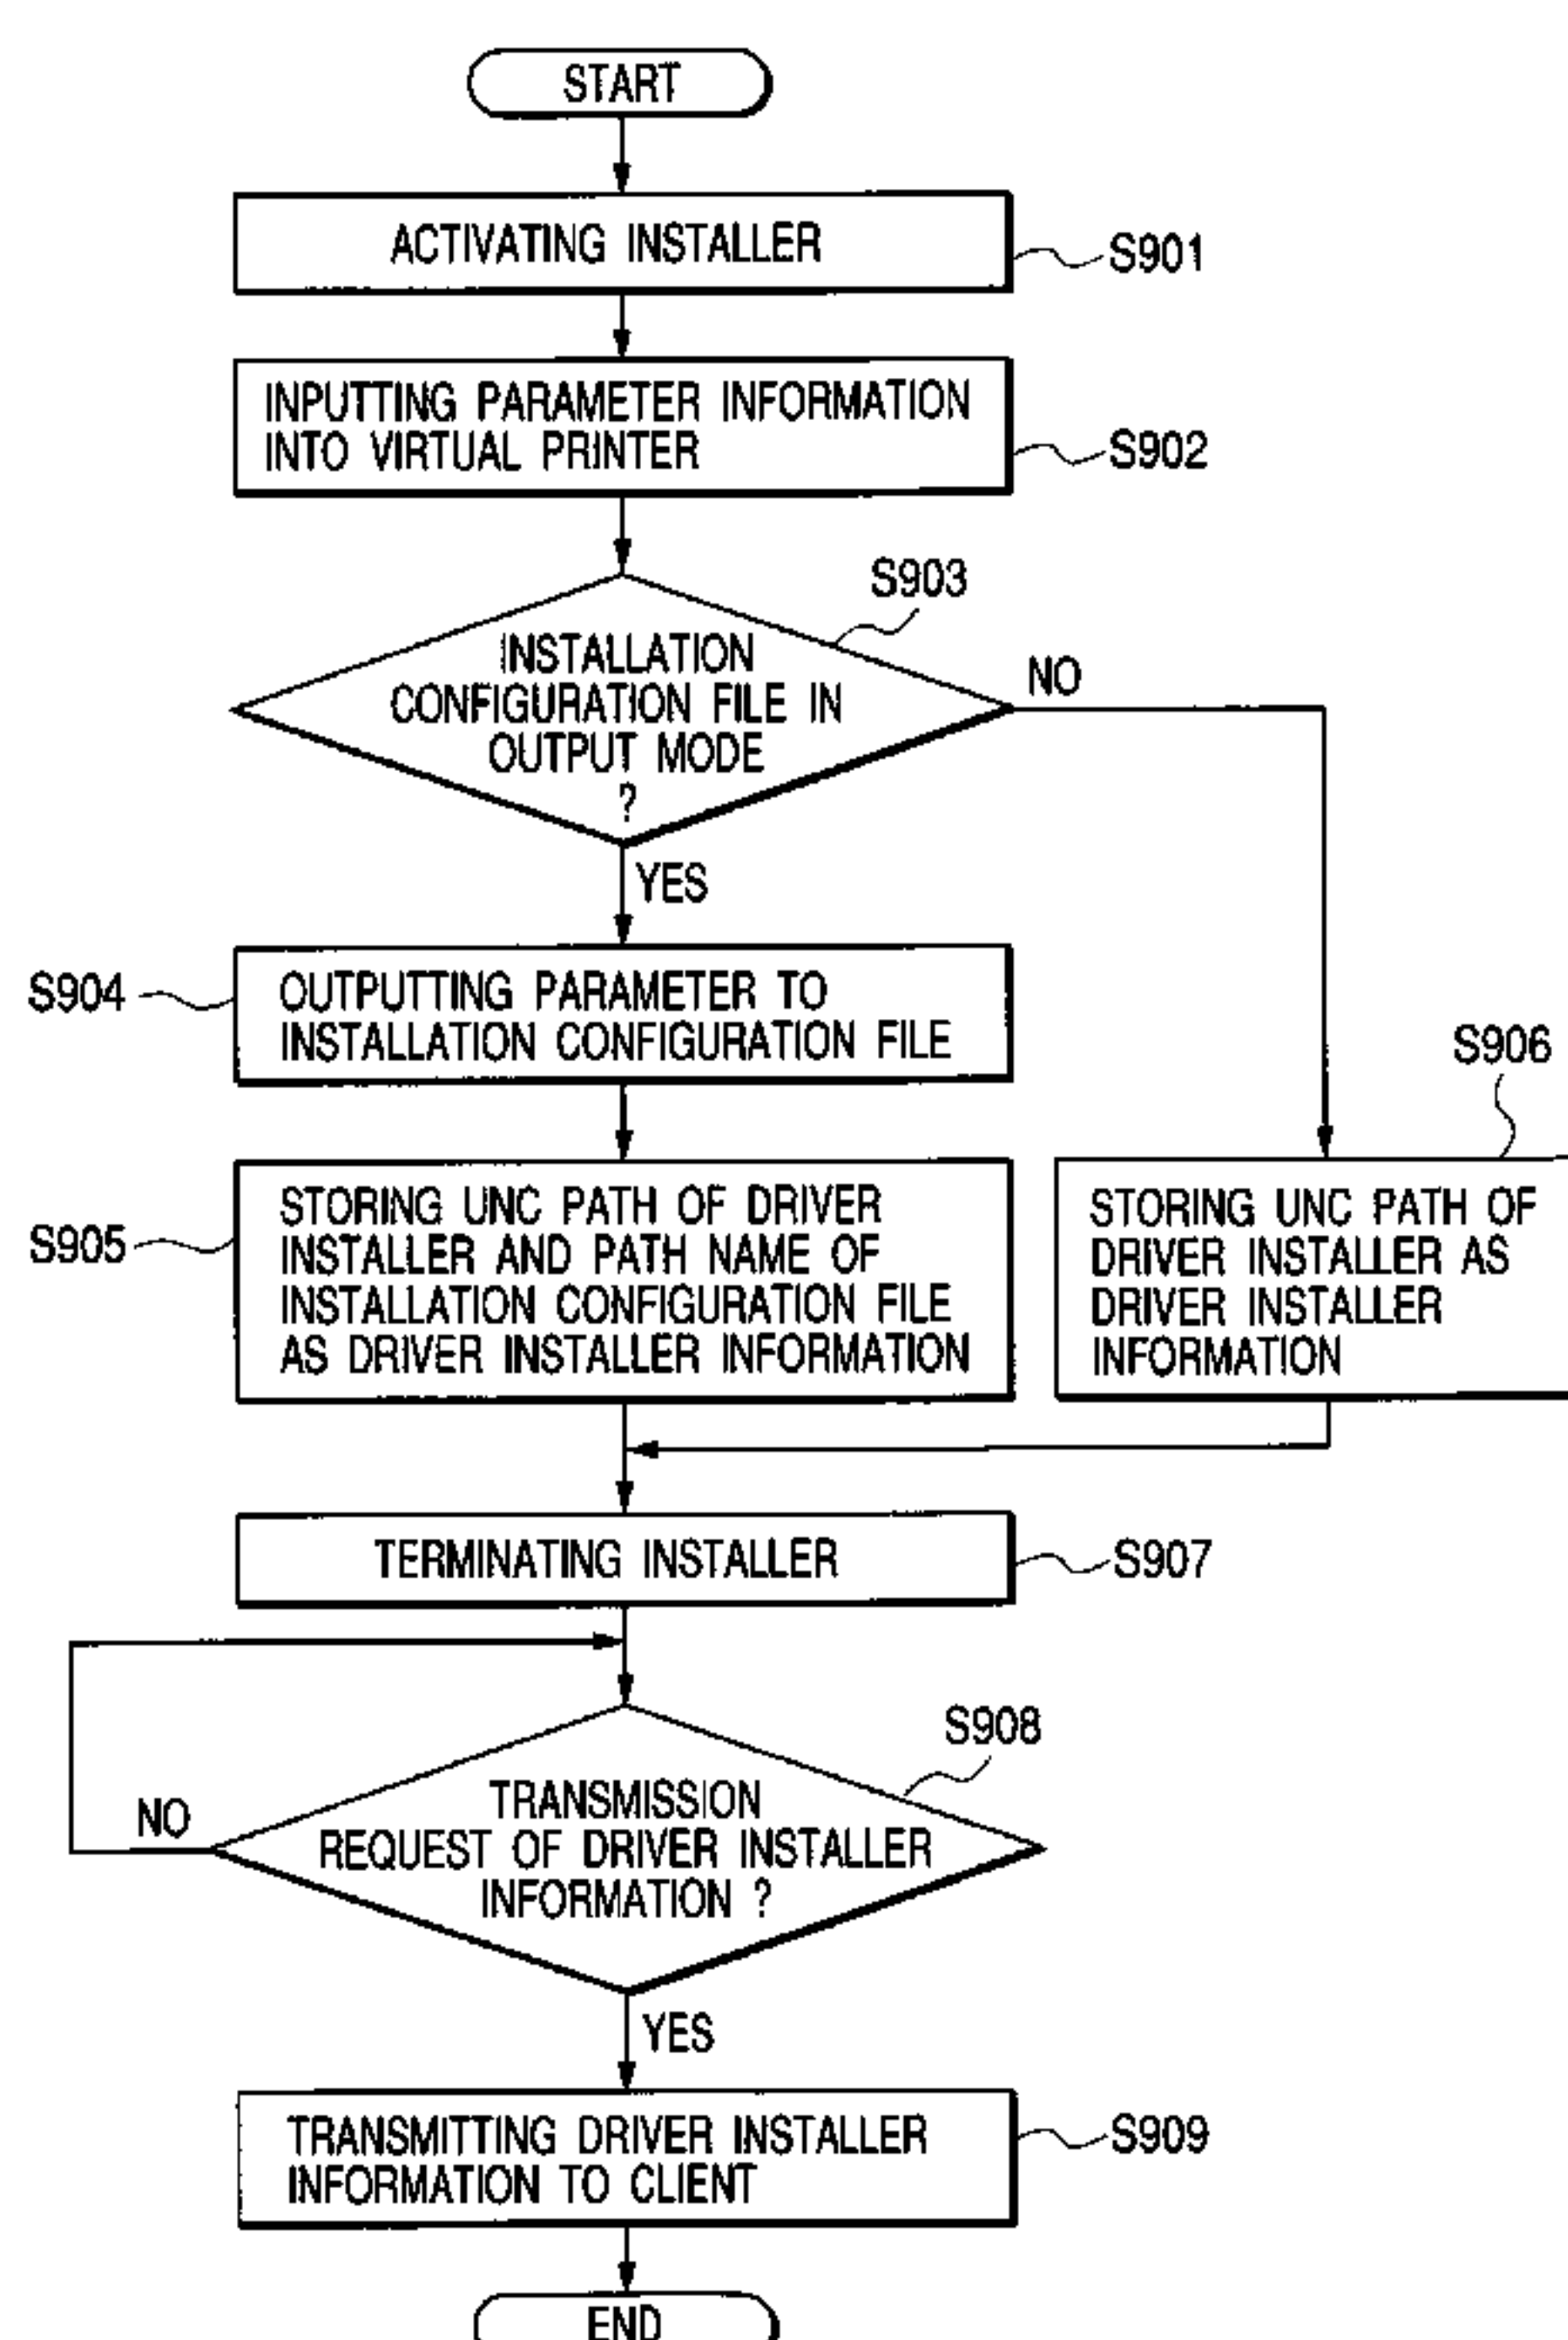 START
ACTIVATING INSTALLER
S901
INPUTTING PARAMETER INFORMATION
INTO VIRTUAL PRINTER
S902
S903
INSTALLATION
CONFIGURATION FILE IN
OUTPUT MODE
?
NO
YES
S904
OUTPUTTING PARAMETER TO
INSTALLATION CONFIGURATION FILE
S905
STORING UNC PATH OF DRIVER
INSTALLER AND PATH NAME OF
INSTALLATION CONFIGURATION FILE
AS DRIVER INSTALLER INFORMATION
S906
STORING UNC PATH OF
DRIVER INSTALLER AS
DRIVER INSTALLER
INFORMATION
TERMINATING INSTALLER
S907
S908
TRANSMISSION
REQUEST OF DRIVER INSTALLER
INFORMATION ?
NO
YES
TRANSMITTING DRIVER INSTALLER
INFORMATION TO CLIENT
S909
END